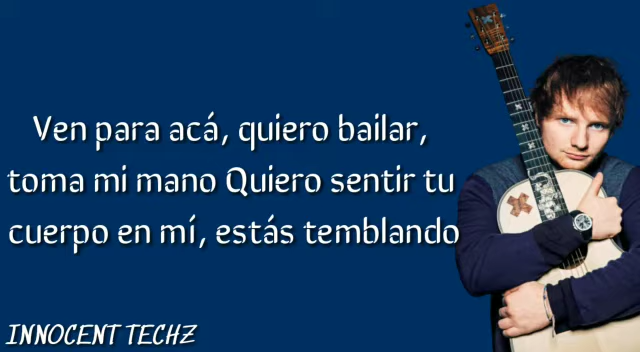 Ven para acá, quiero bailar,
toma mi mano Quiero sentir tu
cuerpo en mí, estás temblando
INNOCENT TECHZ